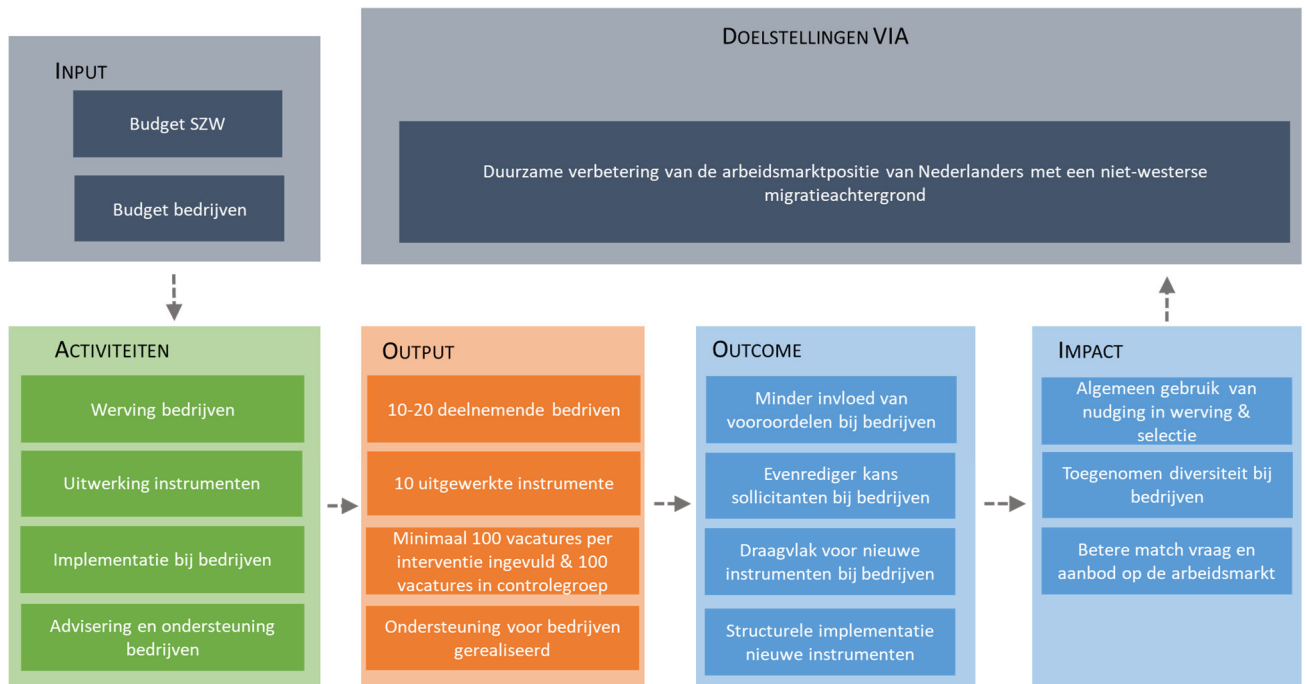 INPUT
Budget SZW
Budget bedrijven
DOELSTELLINGEN VIA
Duurzame verbetering van de arbeidsmarktpositie van Nederlanders met een niet-westerse
migratieachtergrond
ACTIVITEITEN
Werving bedrijven
Uitwerking instrumenten
Implementatie bij bedrijven
Advisering en ondersteuning
bedrijven
OUTPUT
10-20 deelnemende bedriven
10 uitgewerkte instrumente
Minimaal 100 vacatures per
interventie ingevuld & 100
vacatures in controlegroep
Ondersteuning voor bedrijven
gerealiseerd
OUTCOME
Minder invloed van
vooroordelen bij bedrijven
Evenrediger kans
sollicitanten bij bedrijven
Draagvlak voor nieuwe
instrumenten bij bedrijven
Structurele implementatie
nieuwe instrumenten
IMPACT
Algemeen gebruik van
nudging in werving &
selectie
Toegenomen diversiteit bij
bedrijven
Betere match vraag en
aanbod op de arbeidsmarkt